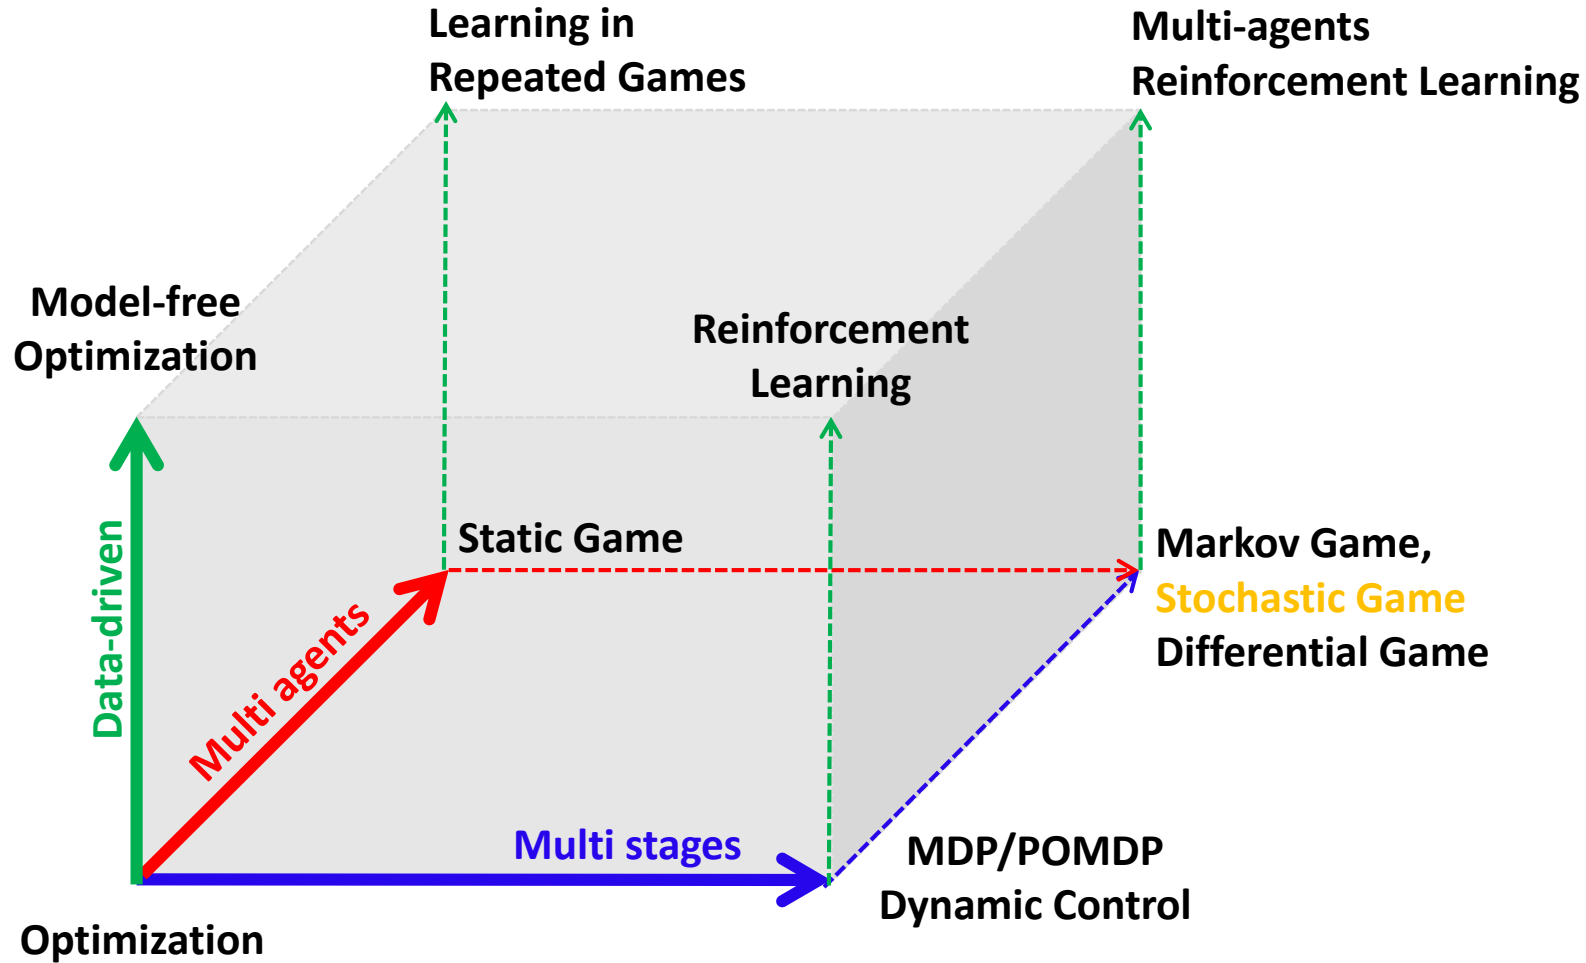 Learning in
Repeated Games
Multi-agents
Reinforcement Learning
Model-free
Optimization
Reinforcement
Learning
Data-driven
Multi agents
Static Game
Markov Game,
Stochastic Game
Differential Game
Multi stages
MDP/POMDP
Dynamic Control
Optimization